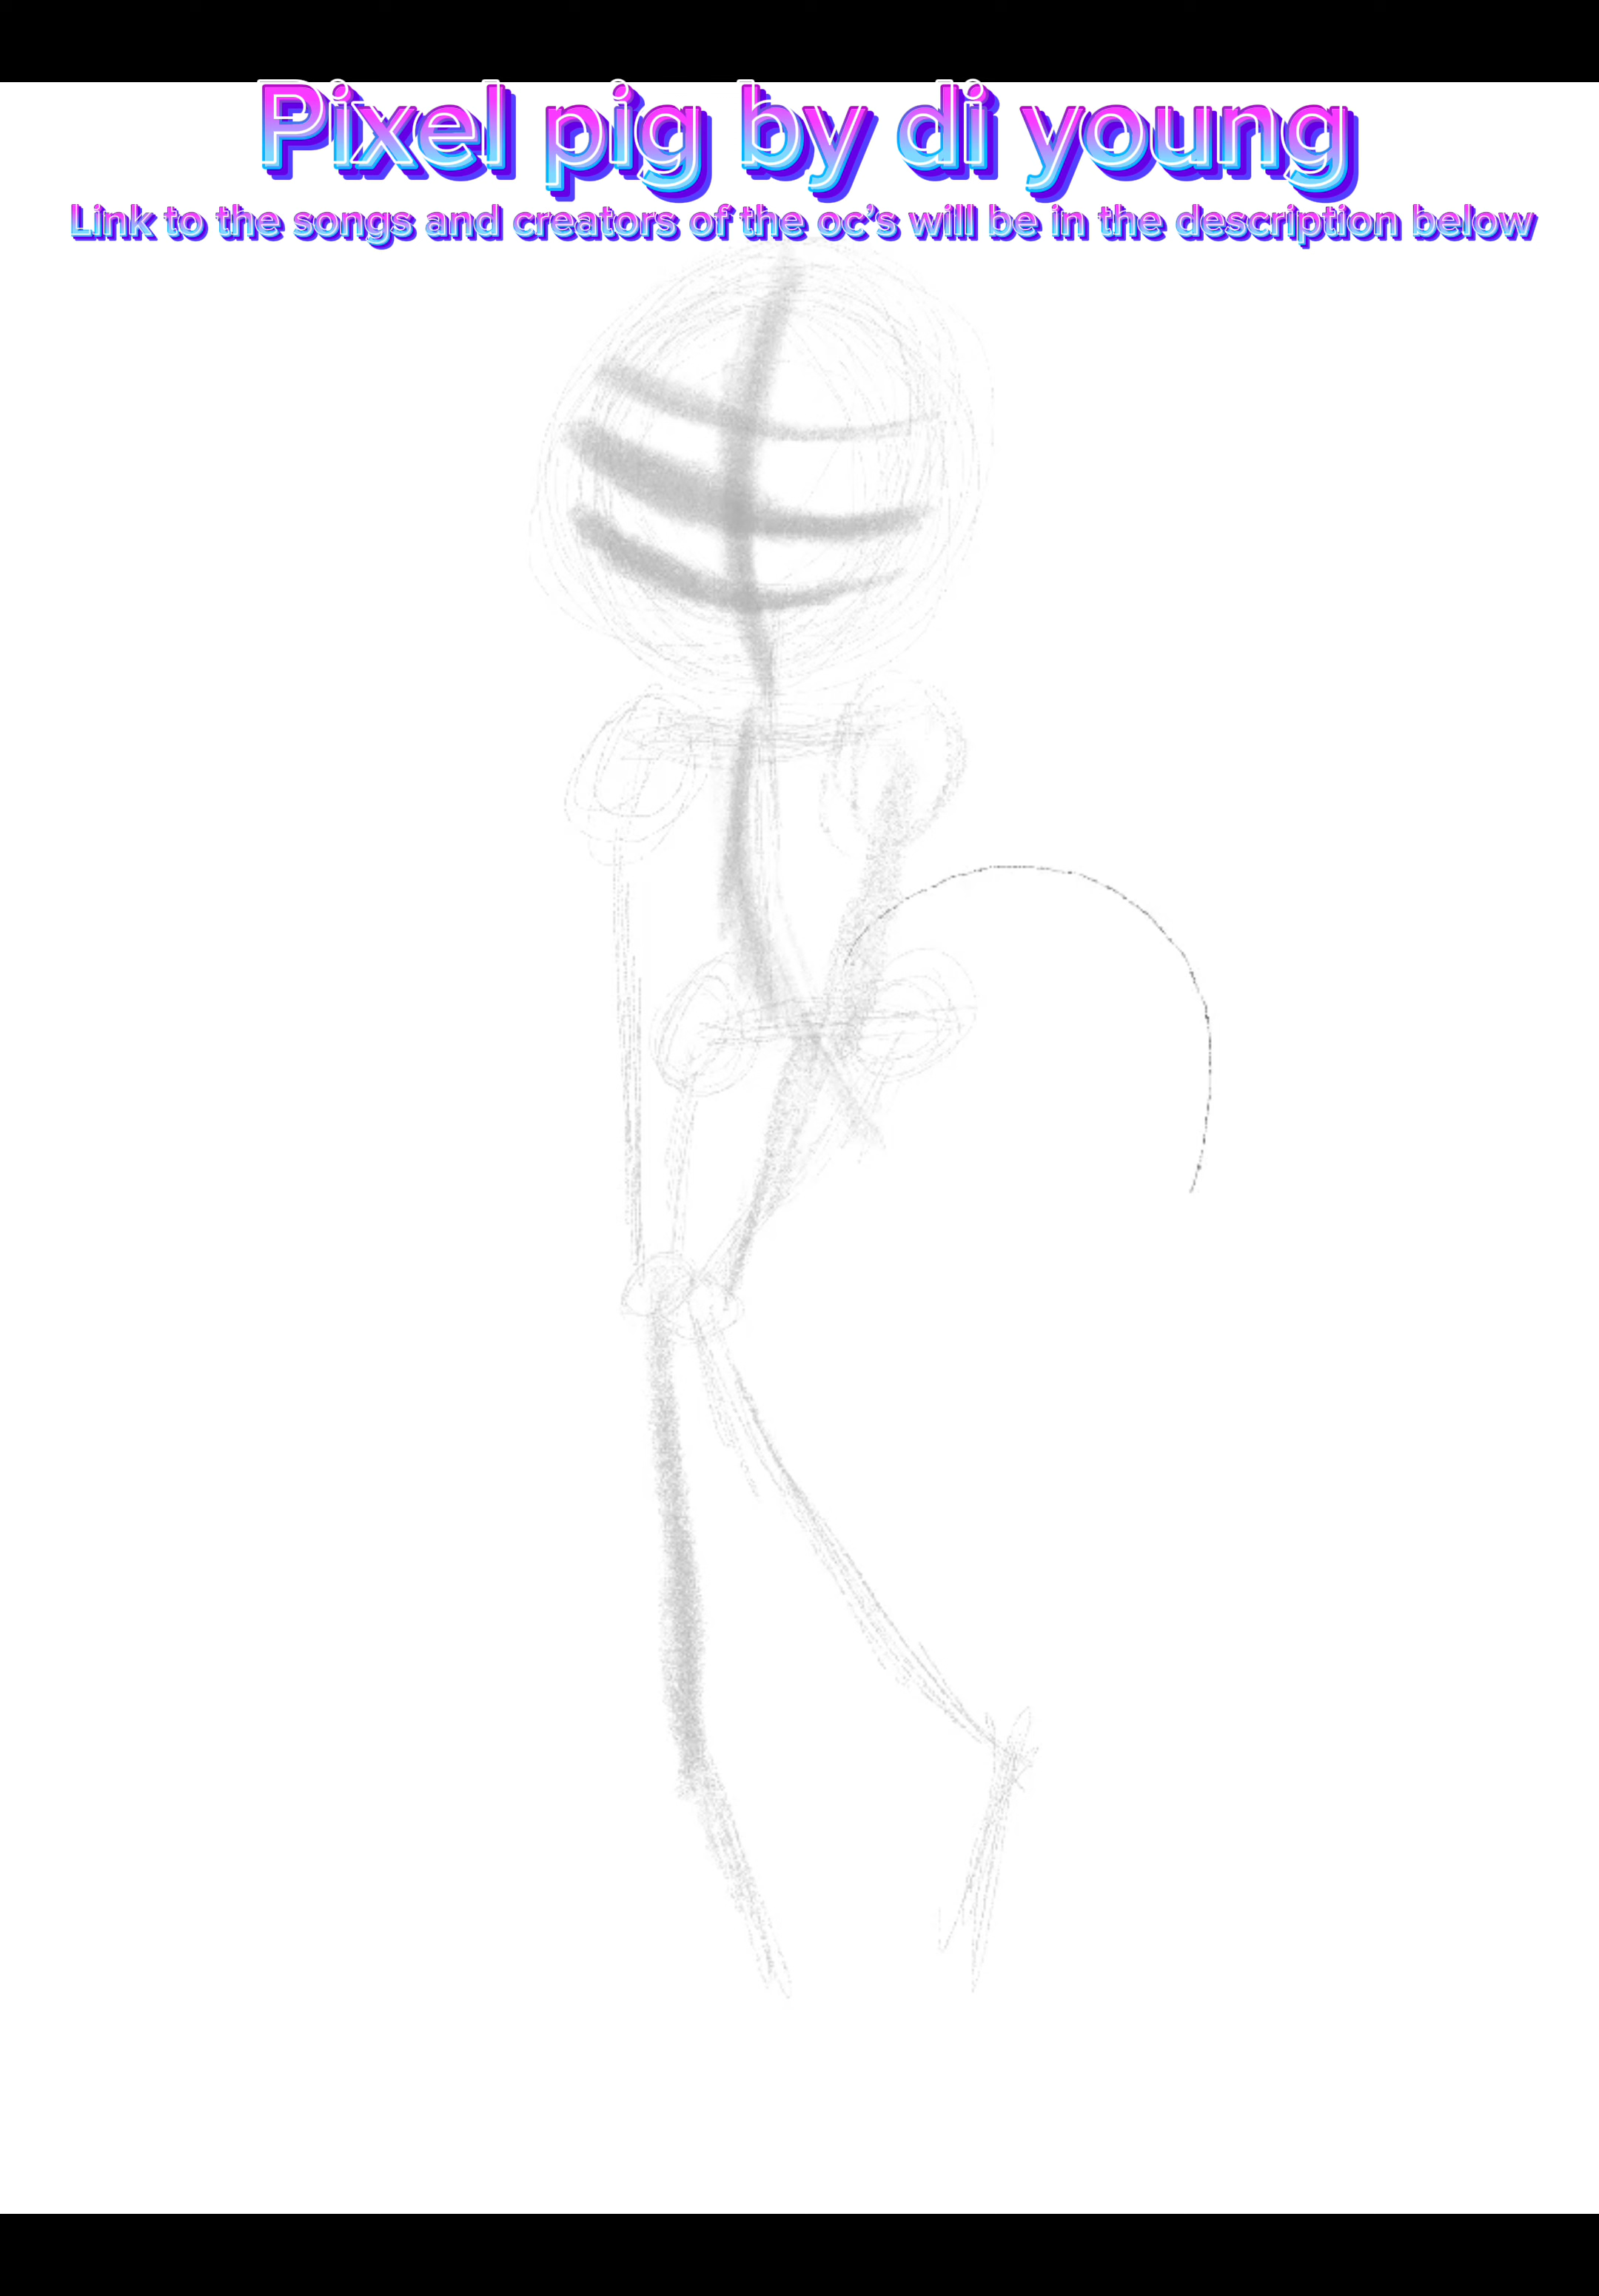 Pixel pig by di young
Link to the songs and creators of the oc's will be in the description below